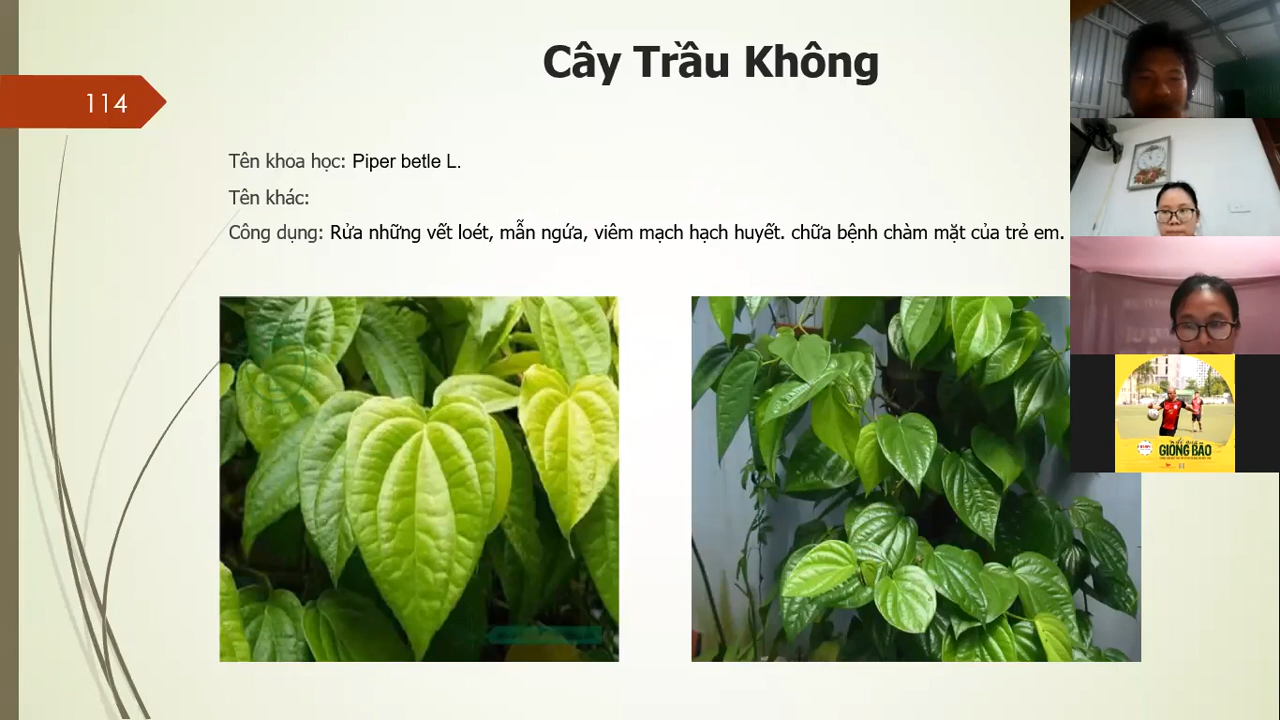 Cây Trầu Không
114
Tên khoa học: Piper betle L.
Tên khác:
Công dụng: Rửa những vết loét, mẫn ngứa, viêm mạch hạch huyết. chữa bệnh chàm mặt của trẻ em.
GIÔNG BÃO